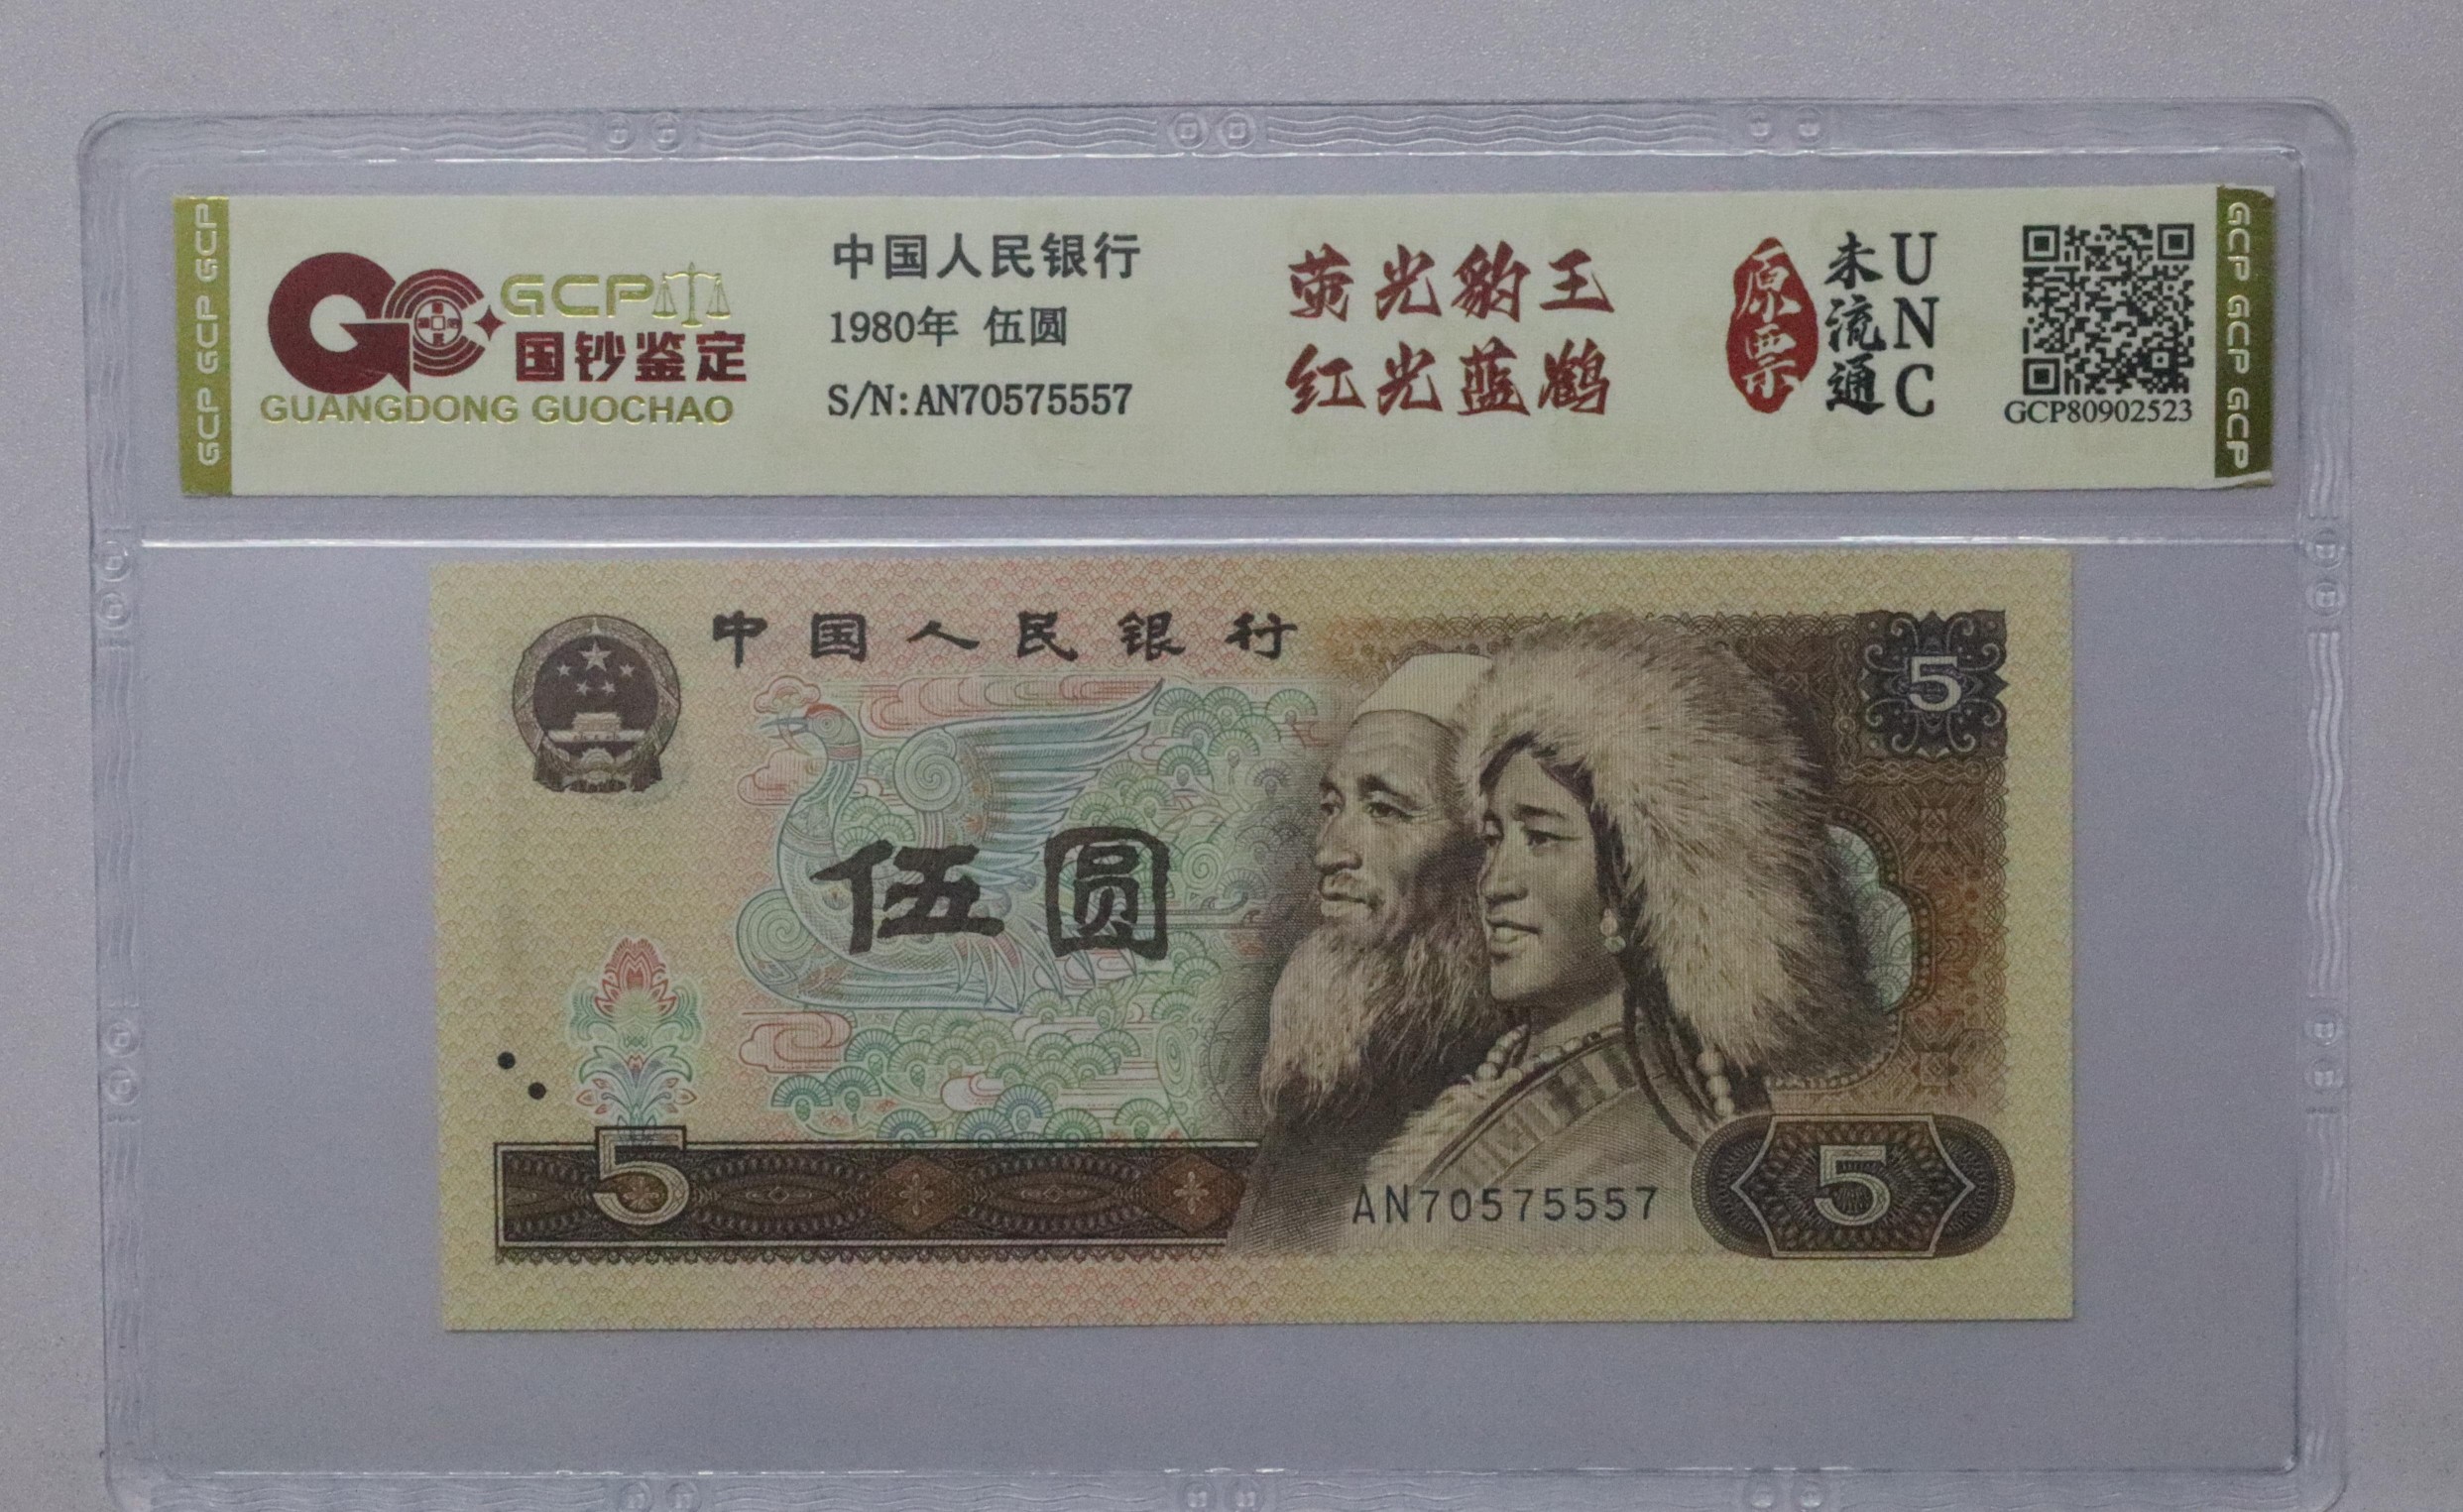 GCP GCP GCP
GCP
国钞鉴定
GUANGDONG GUOCHAO
中国人民银行
1980年 伍圆
S/N:AN70575557
荧光豹王
红光蓝鹤
原票
未流通
UNC
GCP80902523
GCP GCP GCP
中国人民银行
5
伍圆
5
AN70575557
5